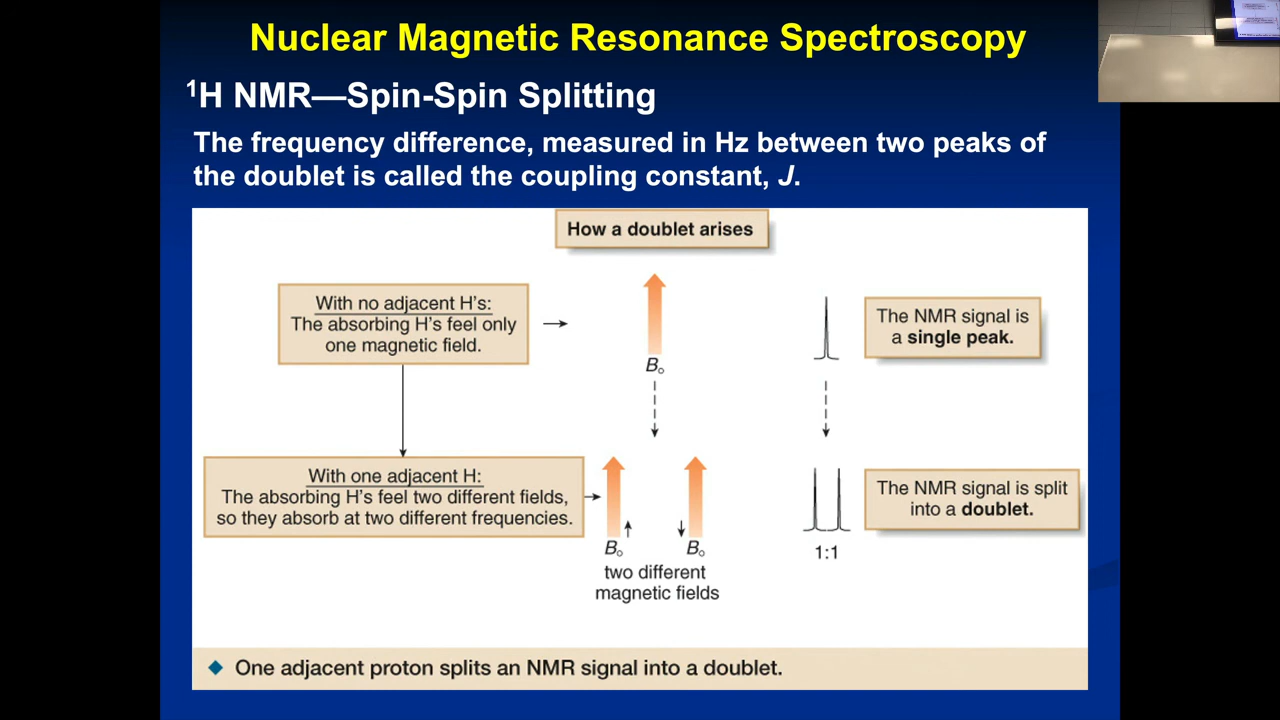 Nuclear Magnetic Resonance Spectroscopy
¹H NMR—Spin-Spin Splitting
The frequency difference, measured in Hz between two peaks of
the doublet is called the coupling constant, J.
How a doublet arises
With no adjacent H's:
The absorbing H's feel only
one magnetic field.
B₀
The NMR signal is
a single peak.
With one adjacent H:
The absorbing H's feel two different fields,
so they absorb at two different frequencies.
B₀
B₀
two different
magnetic fields
1:1
The NMR signal is split
into a doublet.
One adjacent proton splits an NMR signal into a doublet.